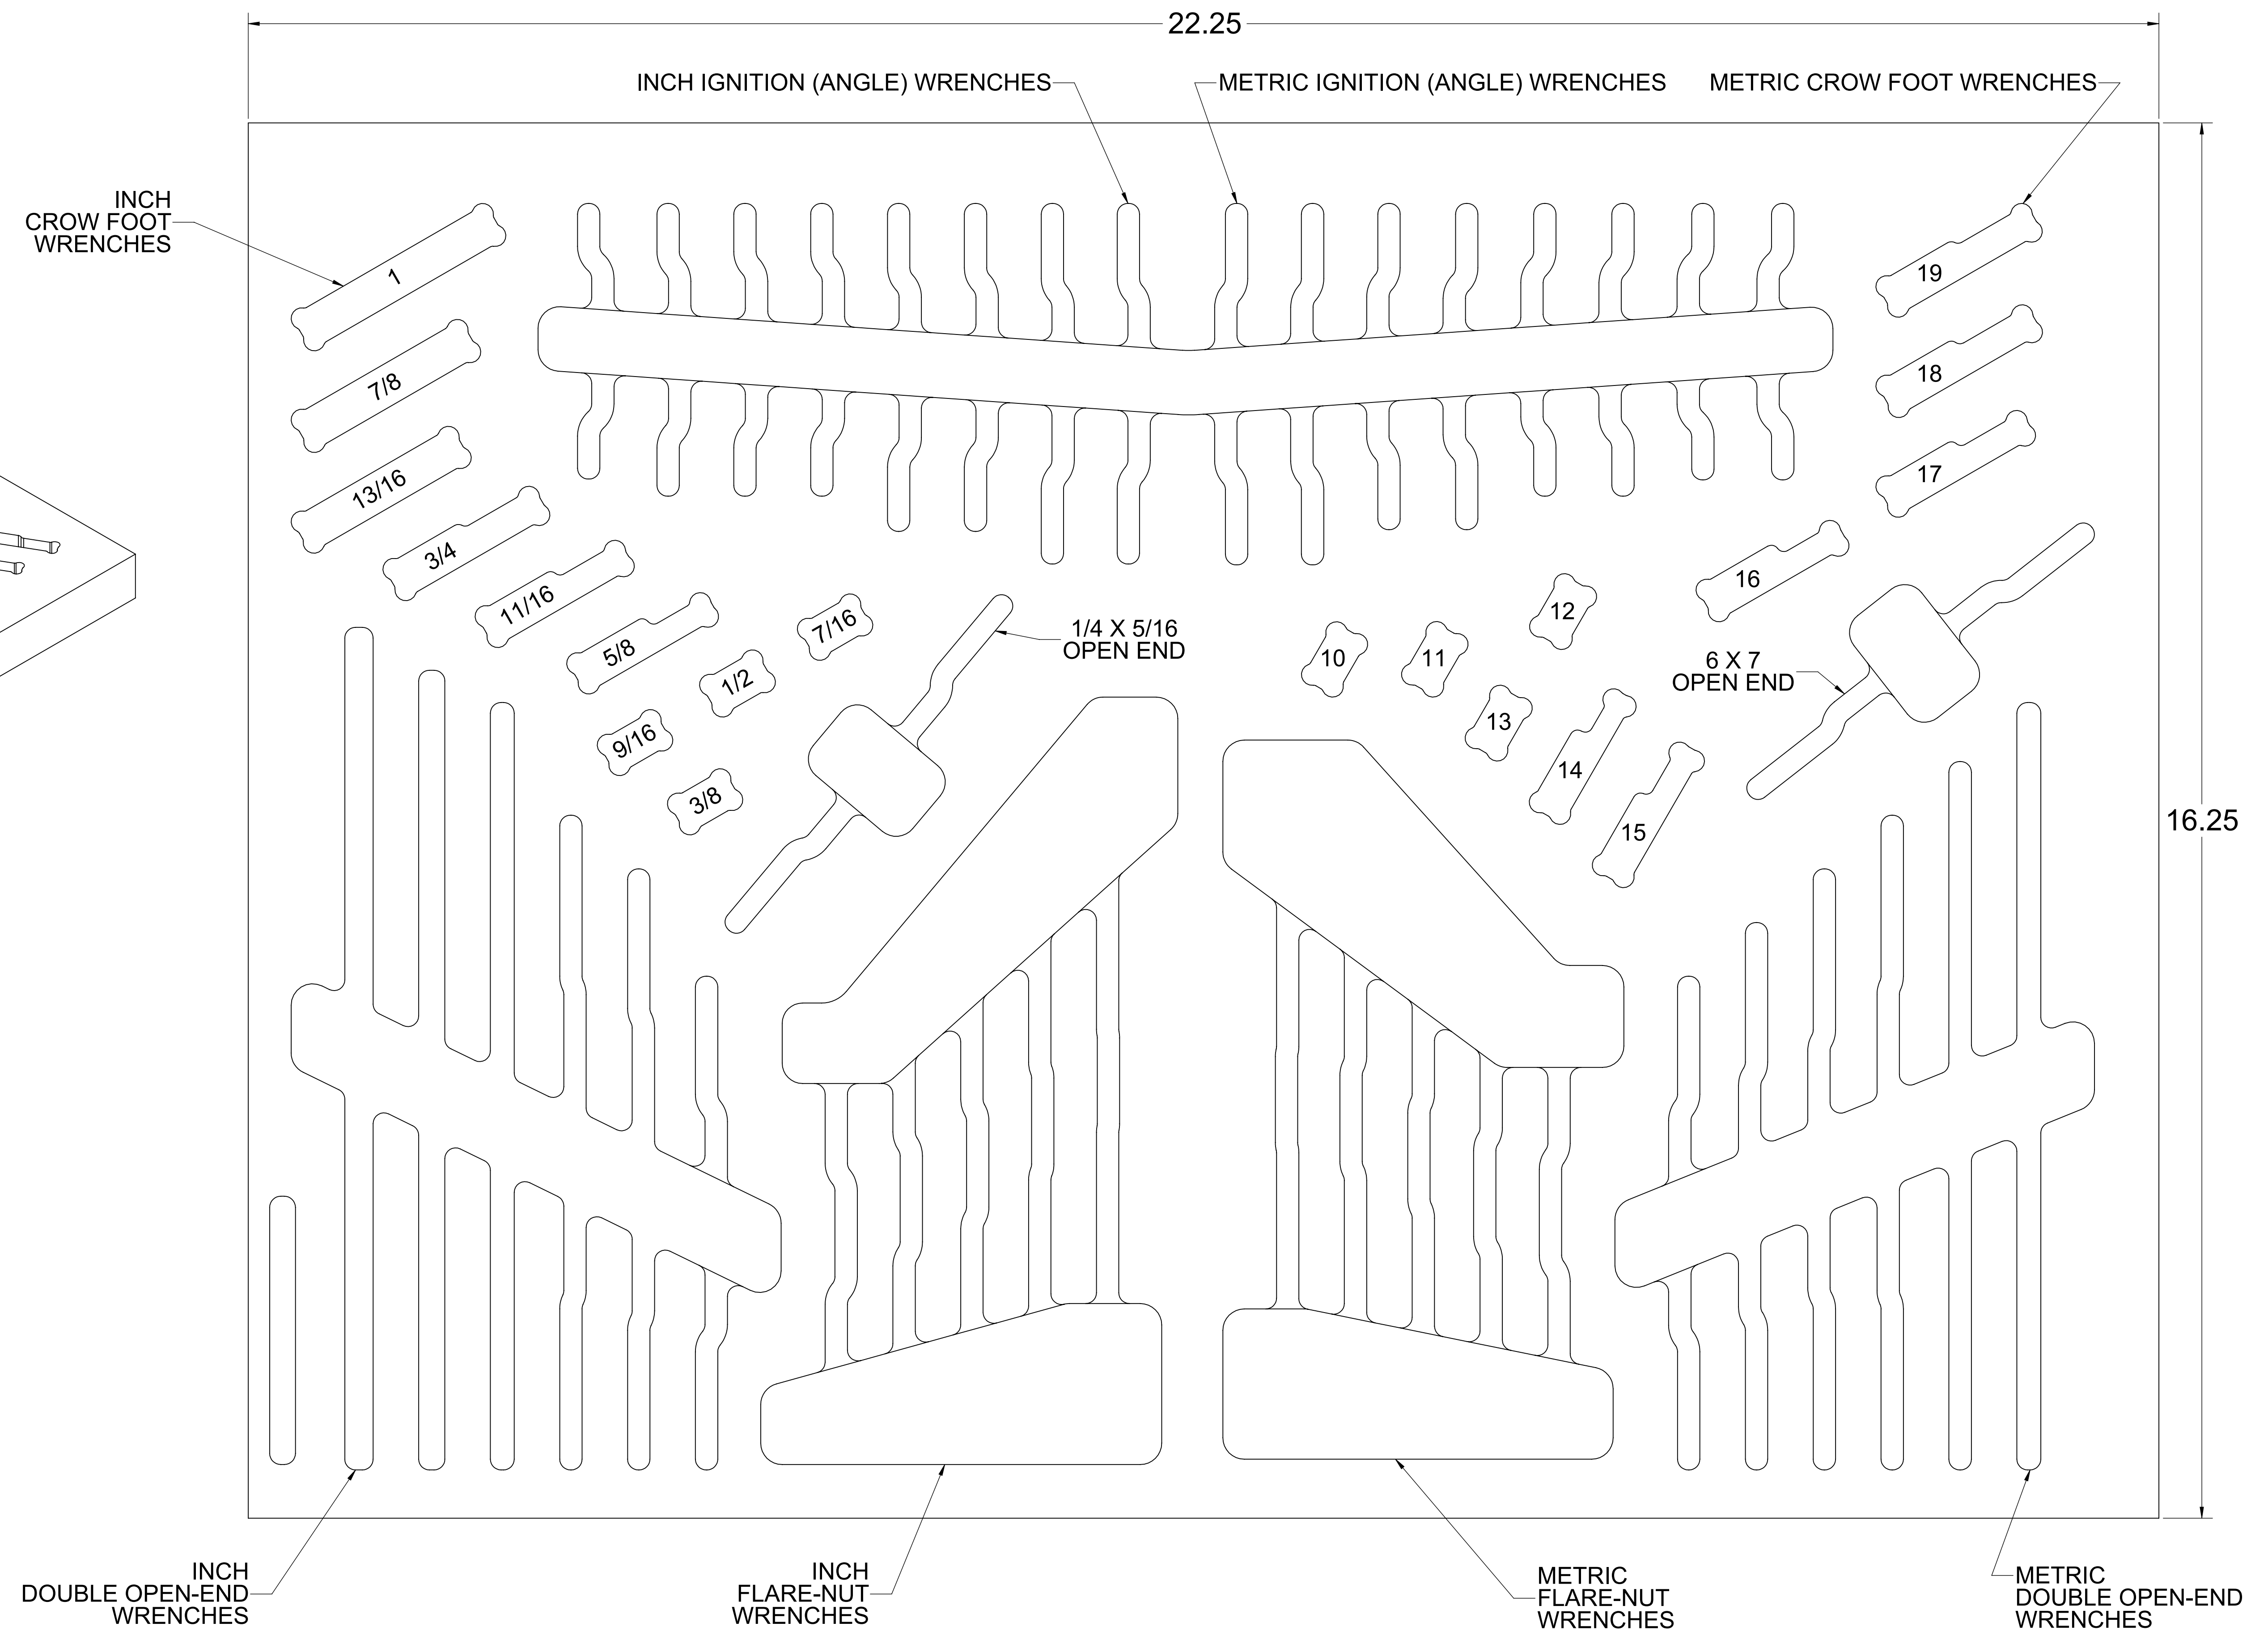 22.25
INCH IGNITION (ANGLE) WRENCHES
METRIC IGNITION (ANGLE) WRENCHES
METRIC CROW FOOT WRENCHES
INCH
CROW FOOT
WRENCHES
1
7/8
13/16
3/4
11/16
5/8
7/16
1/2
9/16
3/8
1/4 X 5/16
OPEN END
19
18
17
16
12
10
11
13
14
15
6 X 7
OPEN END
16.25
INCH
DOUBLE OPEN-END
WRENCHES
INCH
FLARE-NUT
WRENCHES
METRIC
FLARE-NUT
WRENCHES
METRIC
DOUBLE OPEN-END
WRENCHES